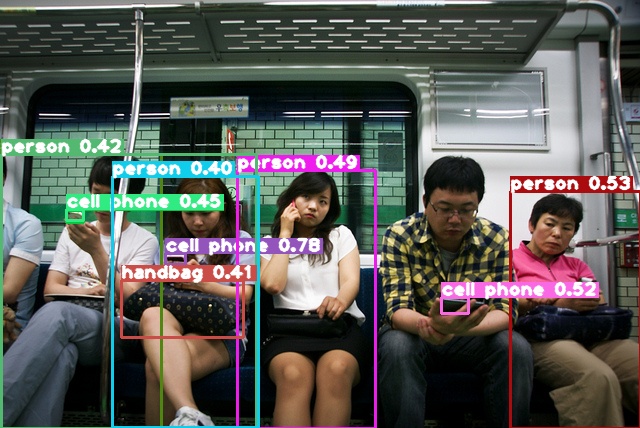 person 0.42
person 0.40
person 0.49
person 0.53
cell phone 0.45
cell phone 0.78
handbag 0.41
cell phone 0.52